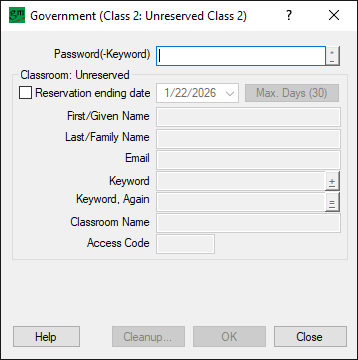 gm Government (Class 2: Unreserved Class 2) ? ×
Password(-Keyword)
Classroom: Unreserved
Reservation ending date 1/22/2026 Max. Days (30)
First/Given Name
Last/Family Name
Email
Keyword +
Keyword, Again =
Classroom Name
Access Code
Help Cleanup... OK Close